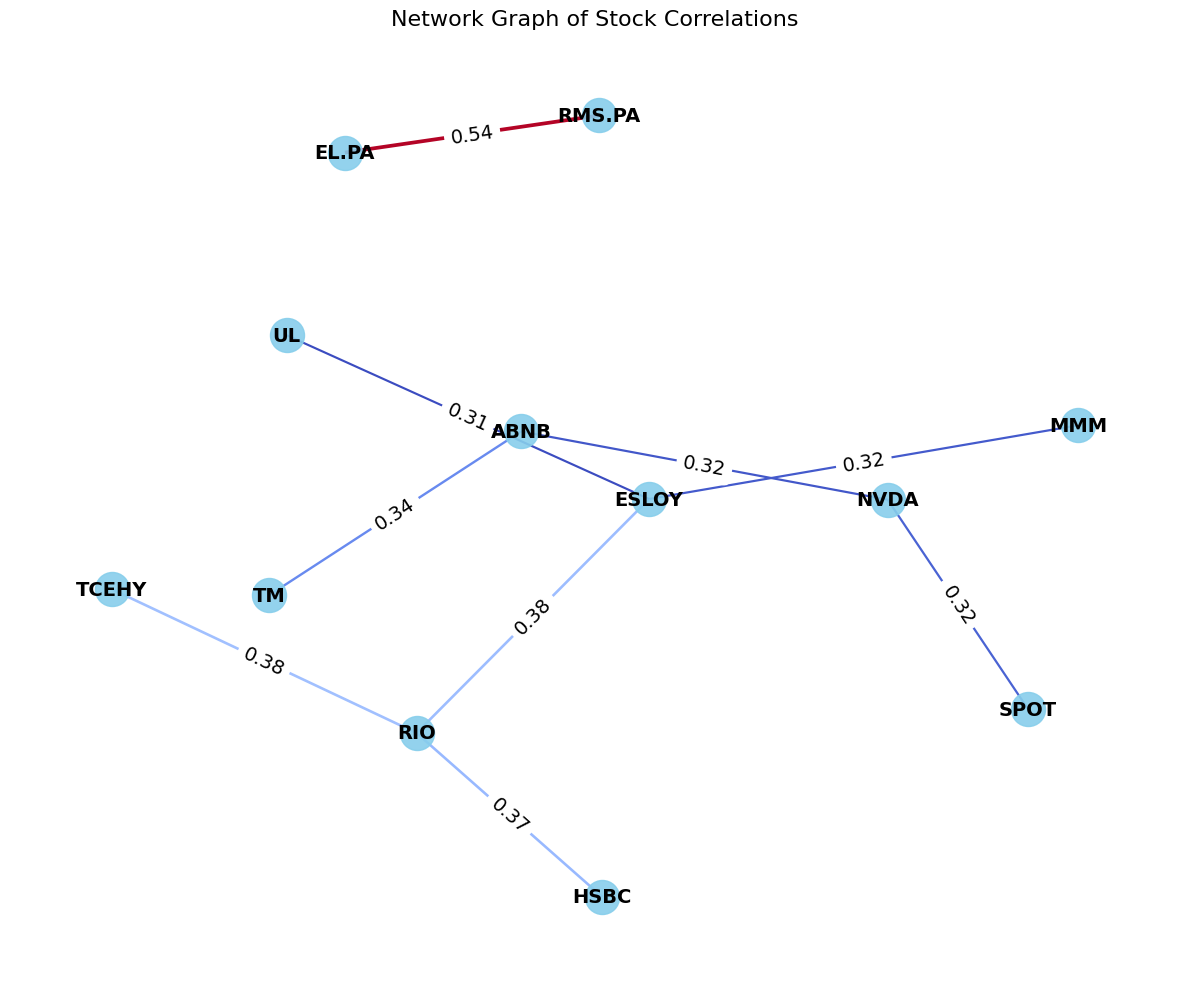 Network Graph of Stock Correlations
RMS.PA
0.54
EL.PA
UL
0.31
ABNB
MMM
0.32
0.32
ESLOY
NVDA
0.34
TCEHY
TM
0.32
0.38
0.38
SPOT
RIO
0.37
HSBC